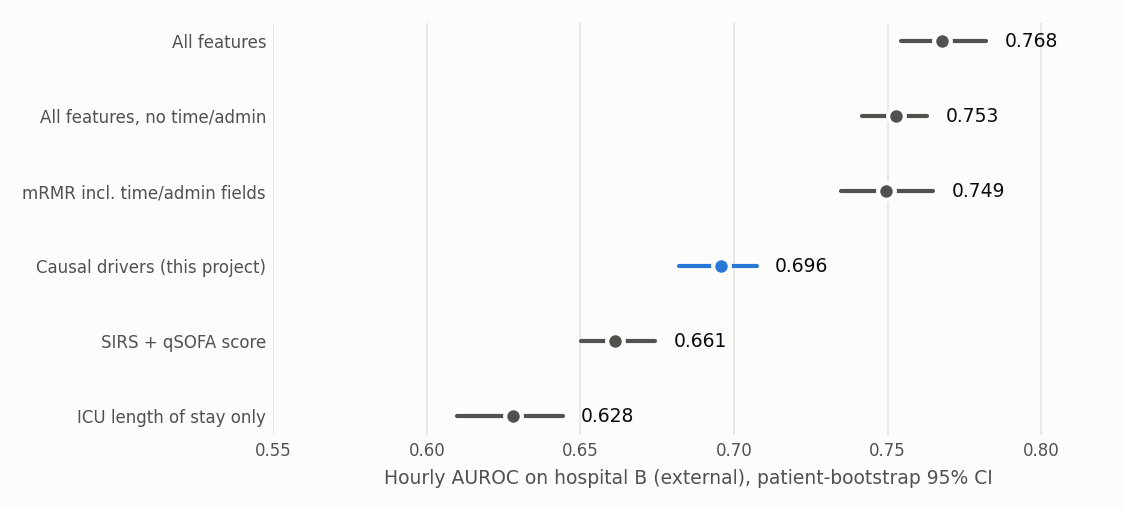 All features
0.768
All features, no time/admin
0.753
mRMR incl. time/admin fields
0.749
Causal drivers (this project)
0.696
SIRS + qSOFA score
0.661
ICU length of stay only
0.628
0.55 0.60 0.65 0.70 0.75 0.80
Hourly AUROC on hospital B (external), patient-bootstrap 95% CI